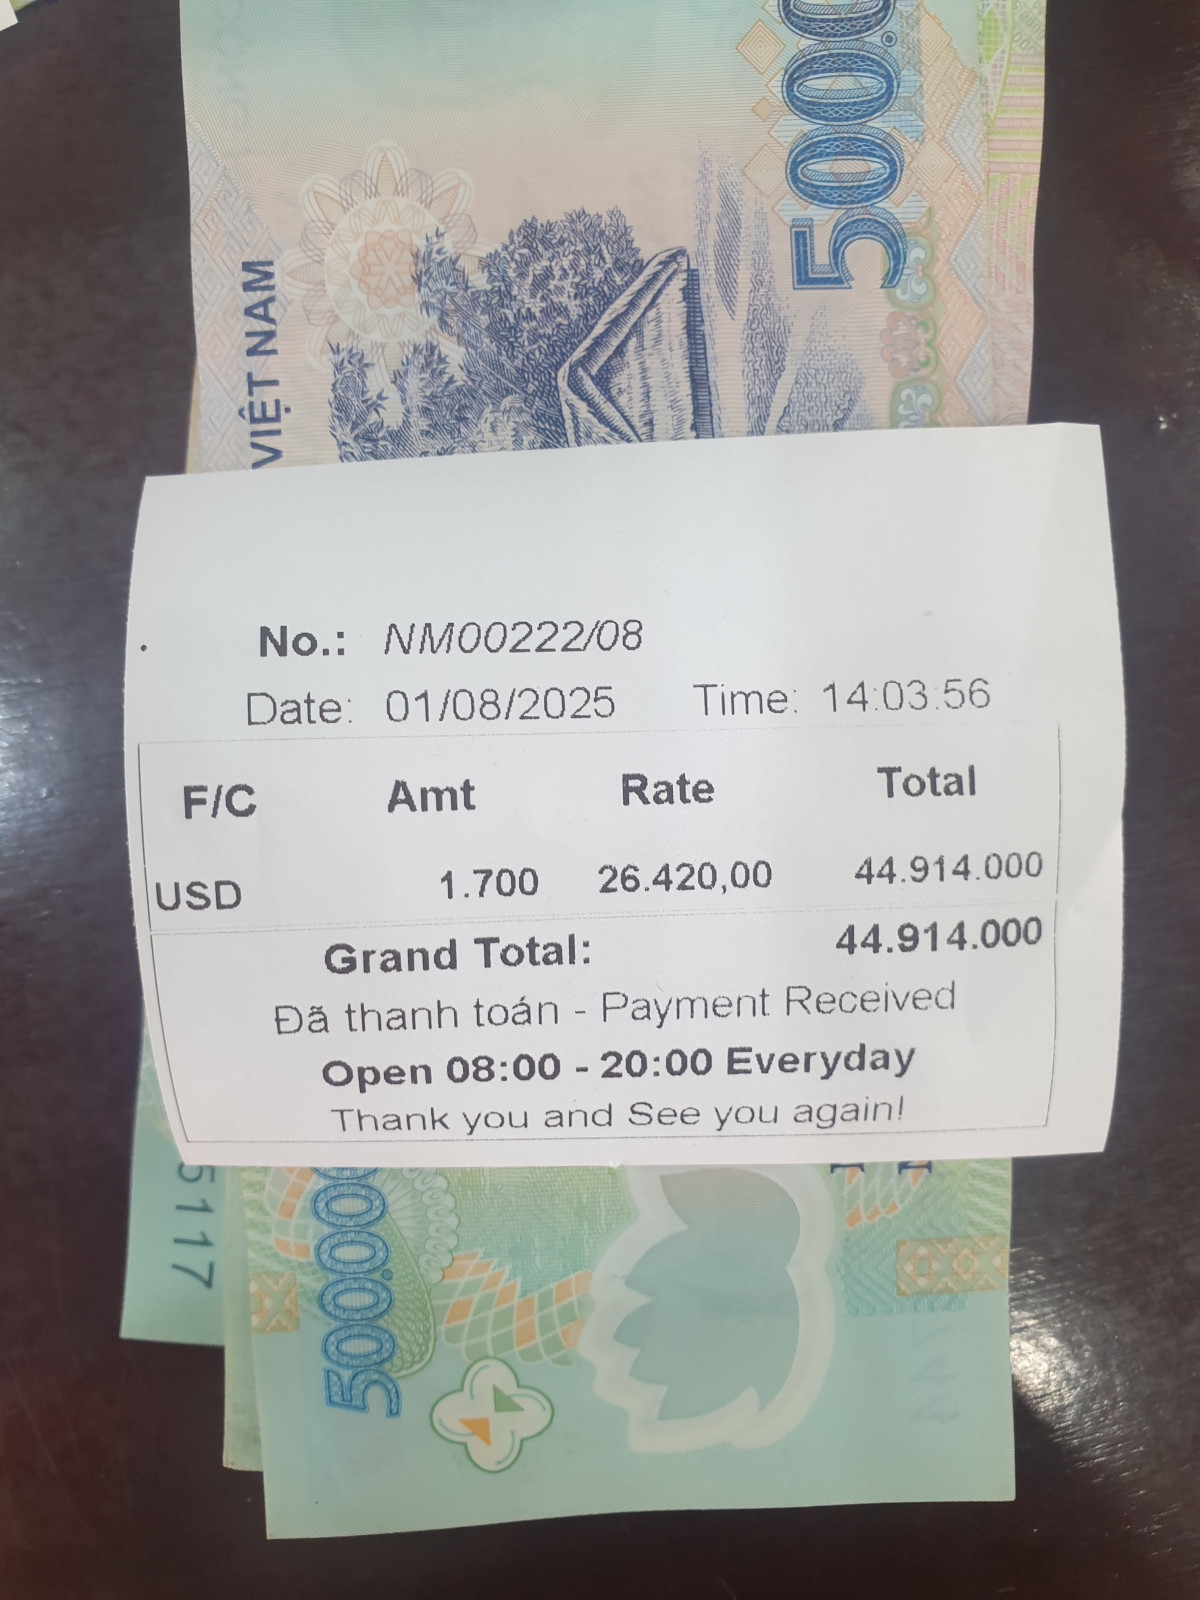 5000
VIỆT NAM
No.: NM00222/08
Date: 01/08/2025 Time: 14:03:56
F/C Amt Rate Total
USD 1.700 26.420,00 44.914.000
Grand Total: 44.914.000
Đã thanh toán - Payment Received
Open 08:00 - 20:00 Everyday
Thank you and See you again!
5117
500.000